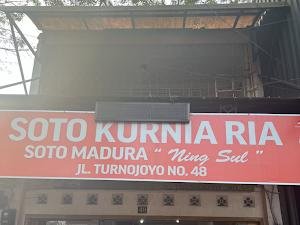 SOTO KURNIA RIA
SOTO MADURA " Ning Sul "
JL. TURNOJOYO NO. 48